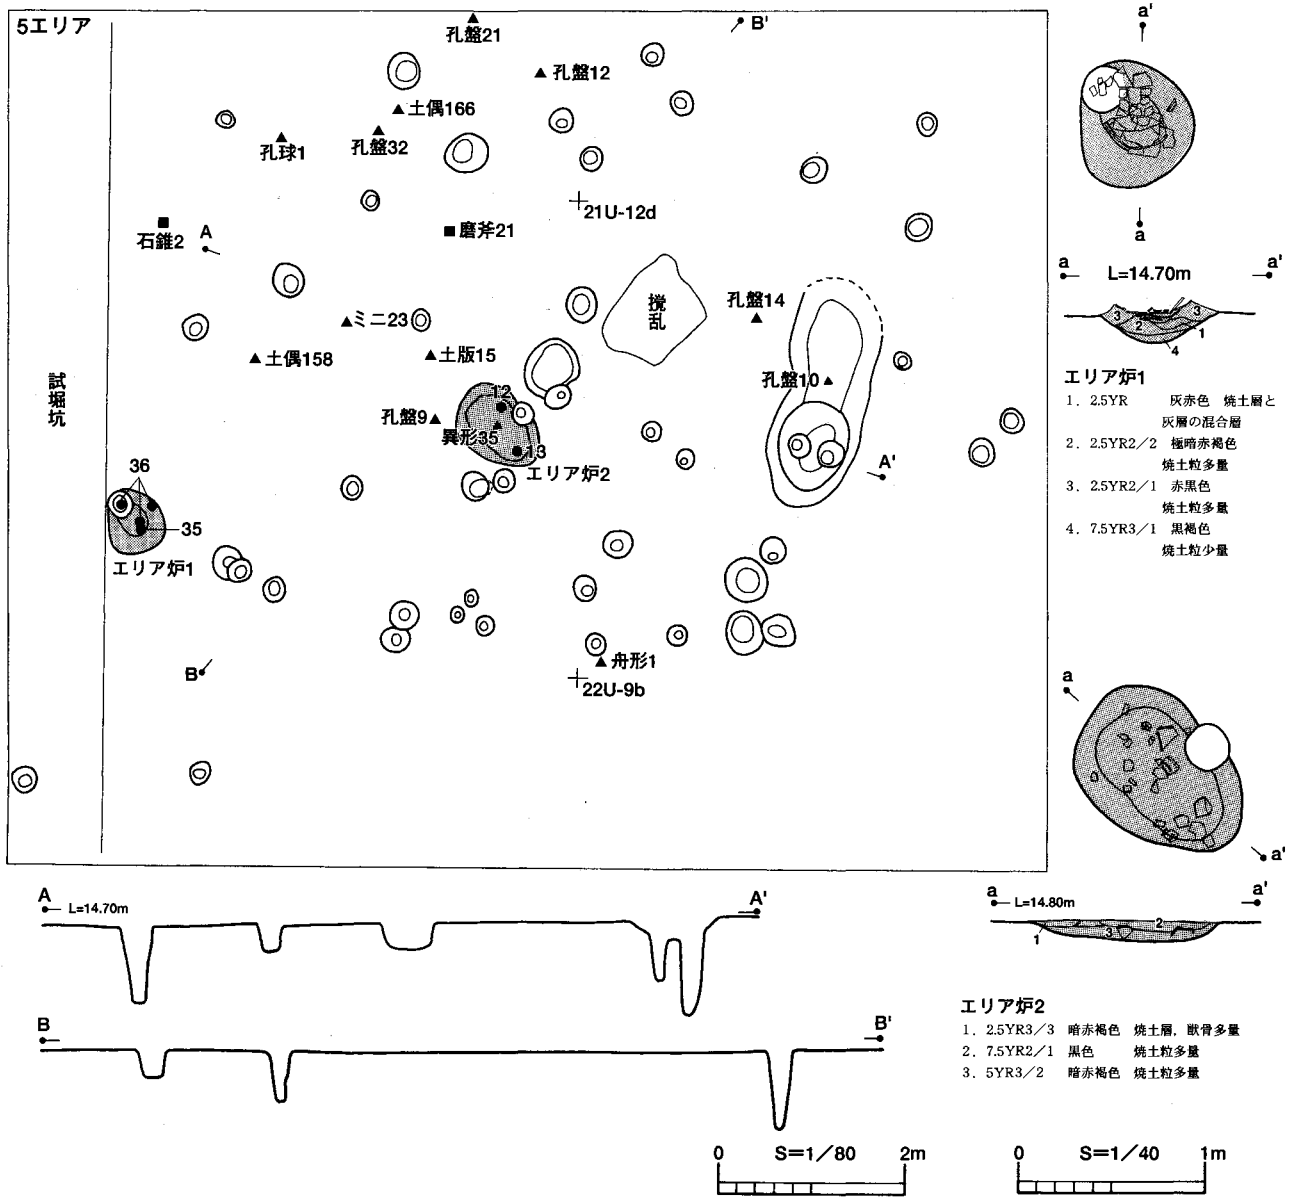 5エリア
孔盤21
B'
孔盤12
土偶166
孔盤32
孔球1
21U-12d
石錐2
A
磨斧21
攪乱
孔盤14
ミニ23
土偶158
土版15
試堀坑
孔盤10
12
孔盤9
異形35
13
エリア炉2
A'
36
35
エリア炉1
B
舟形1
22U-9b
a'
a
a
a'
L=14.70m
3
3
2
1
4
エリア炉1
1. 2.5YR 灰赤色 焼土層と
灰層の混合層
2. 2.5YR2/2 極暗赤褐色
焼土粒多量
3. 2.5YR2/1 赤黒色
焼土粒多量
4. 7.5YR3/1 黒褐色
焼土粒少量
a
a'
A
L=14.70m
A'
B
B'
a
L=14.80m
a'
2
1
3
エリア炉2
1. 2.5YR3/3 暗赤褐色 焼土層，獣骨多量
2. 7.5YR2/1 黒色 焼土粒多量
3. 5YR3/2 暗赤褐色 焼土粒多量
0 S=1/80 2m
0 S=1/40 1m